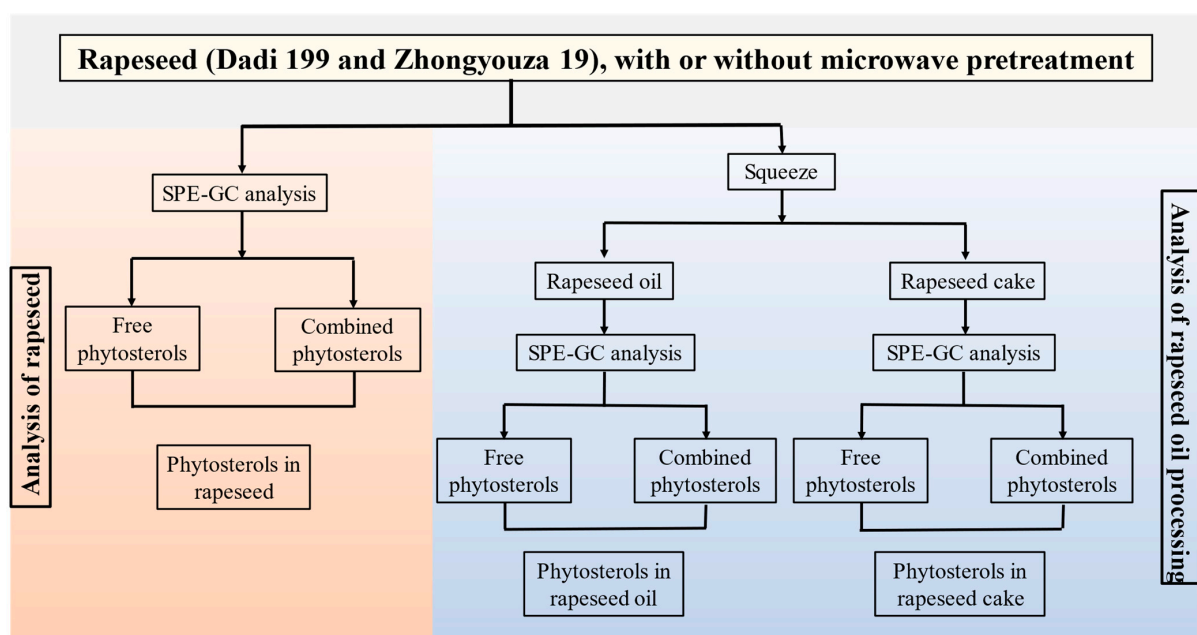 Rapeseed (Dadi 199 and Zhongyouza 19), with or without microwave pretreatment
SPE-GC analysis
Free
phytosterols
Combined
phytosterols
Phytosterols in
rapeseed
Analysis of rapeseed
Squeeze
Rapeseed oil
Rapeseed cake
SPE-GC analysis
SPE-GC analysis
Free
phytosterols
Combined
phytosterols
Free
phytosterols
Combined
phytosterols
Phytosterols in
rapeseed oil
Phytosterols in
rapeseed cake
Analysis of rapeseed oil processing